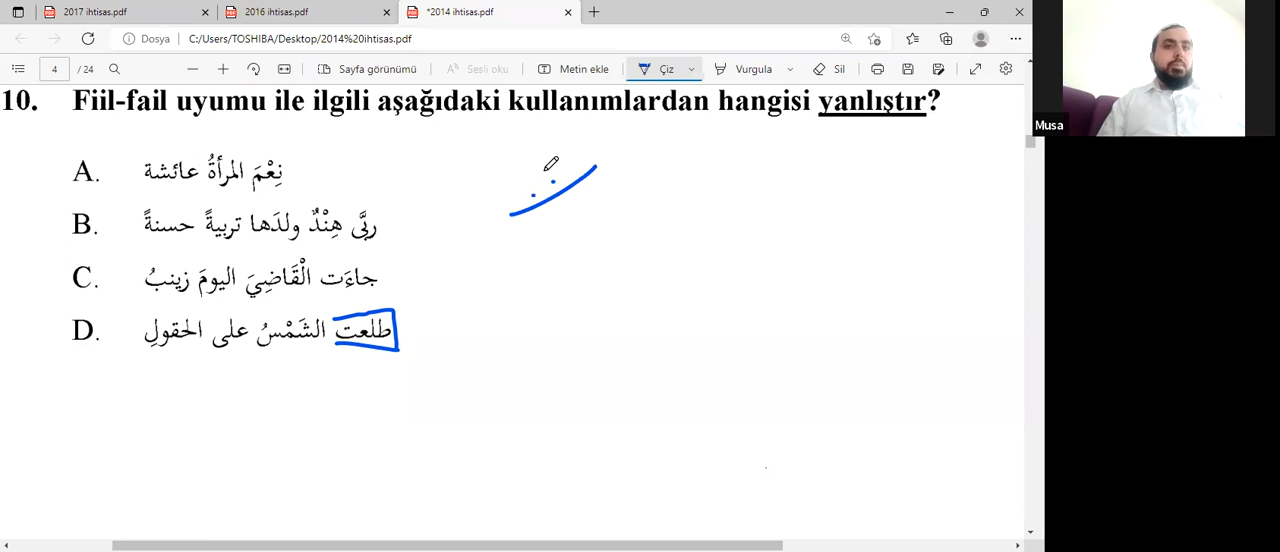 2017 ihtisas.pdf
2016 ihtisas.pdf
*2014 ihtisas.pdf
Dosya
C:/Users/TOSHIBA/Desktop/2014%20ihtisas.pdf
4 / 24
Sayfa görünümü
Sesli oku
Metin ekle
Çiz
Vurgula
Sil
Musa
10. Fiil-fail uyumu ile ilgili aşağıdaki kullanımlardan hangisi yanlıştır?
A. نِعْمَ المرأةُ عائشة
B. ربَّى هِنْدٌ ولدَها تربيةً حسنةً
C. جاءَت الْقَاضِيَ اليومَ زينبُ
D. طلعت الشَمْسُ على الحقولِ